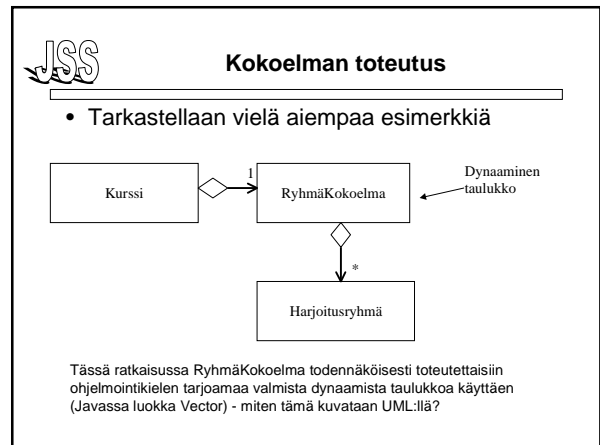 JSS
Kokoelman toteutus
• Tarkastellaan vielä aiempaa esimerkkiä
Kurssi
1
RyhmäKokoelma
Dynaaminen
taulukko
*
Harjoitusryhmä
Tässä ratkaisussa RyhmäKokoelma todennäköisesti toteutettaisiin
ohjelmointikielen tarjoamaa valmista dynaamista taulukkoa käyttäen
(Javassa luokka Vector) - miten tämä kuvataan UML:llä?